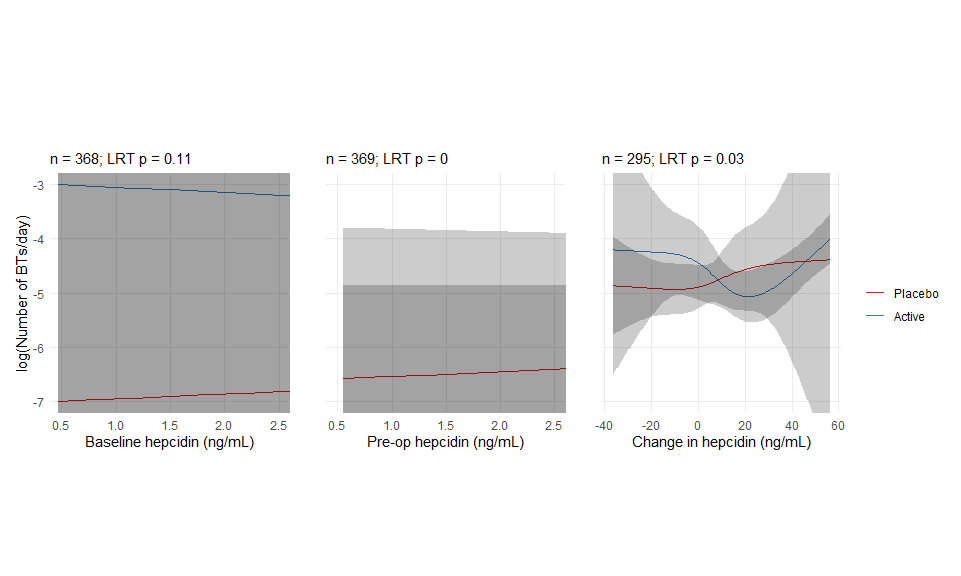 n = 368; LRT p = 0.11
n = 369; LRT p = 0
n = 295; LRT p = 0.03
log(Number of BTs/day)
-3
-4
-5
-6
-7
0.5 1.0 1.5 2.0 2.5
0.5 1.0 1.5 2.0 2.5
-40 -20 0 20 40 60
Baseline hepcidin (ng/mL)
Pre-op hepcidin (ng/mL)
Change in hepcidin (ng/mL)
Placebo
Active